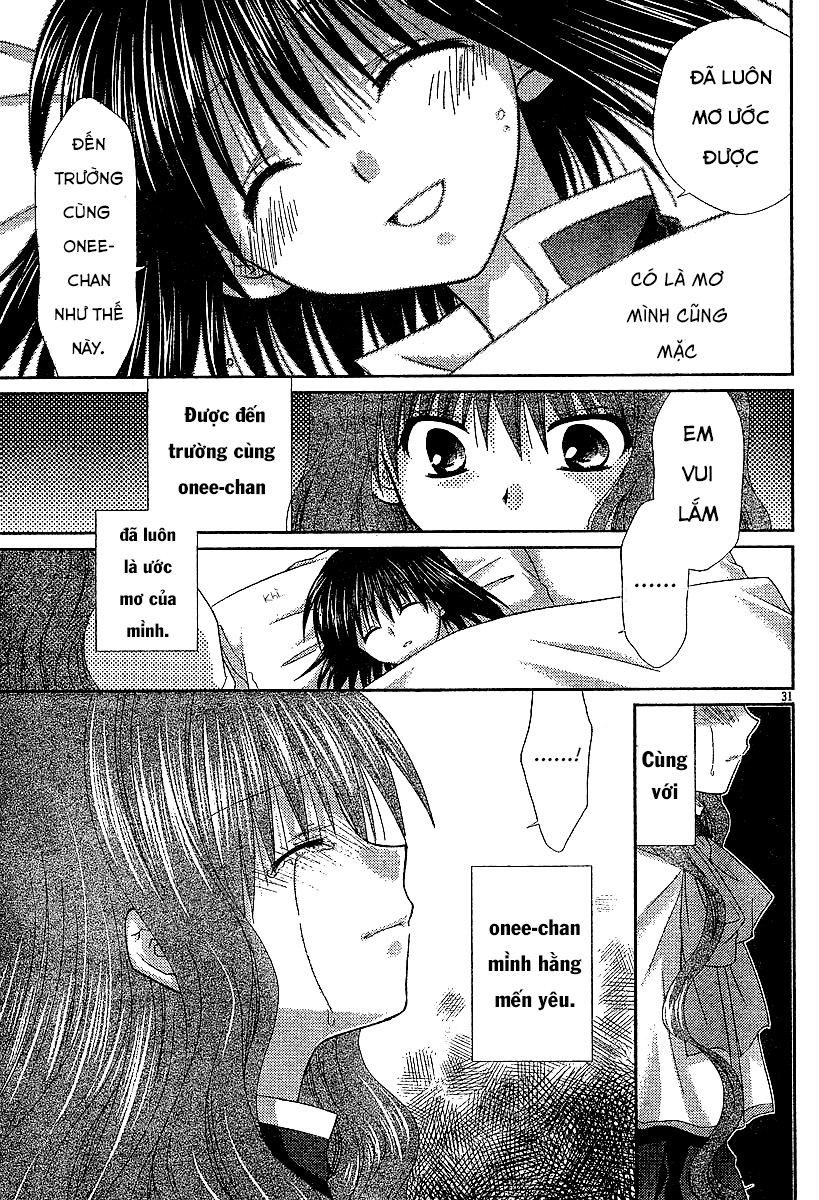 ĐÃ LUÔN
MƠ ƯỚC
ĐƯỢC
ĐẾN
TRƯỜNG
CÙNG
ONEE-
CHAN
NHƯ THẾ
NÀY.
CÓ LÀ MƠ
MÌNH CŨNG
MẶC
EM
VUI
LẮM
......
Được đến
trường cùng
onee-chan
đã luôn
là ước
mơ của
mình.
Khì
31
Cùng
với
.......!
onee-chan
mình hằng
mến yêu.